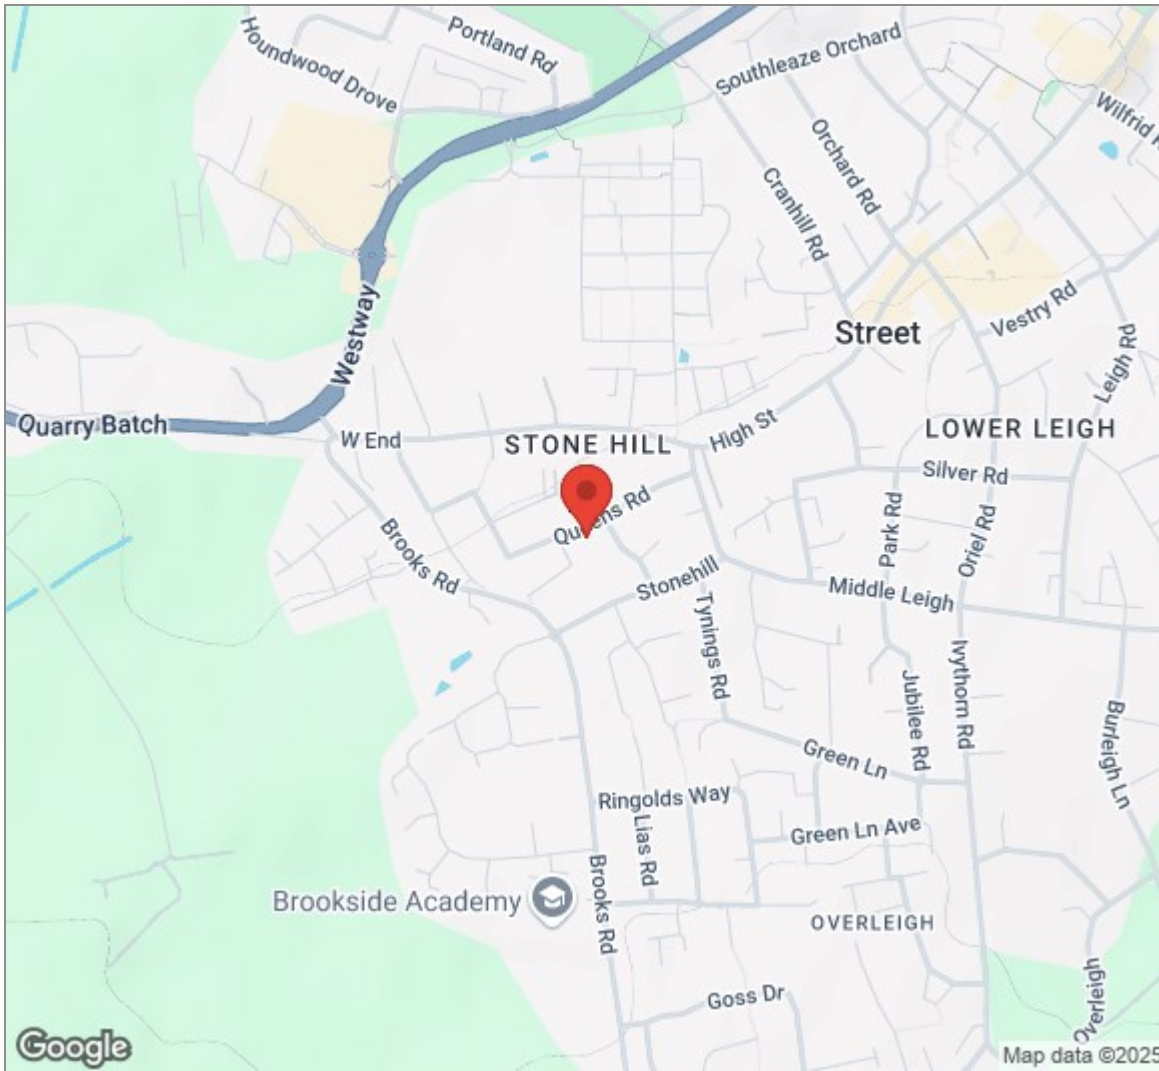 Portland Rd
Houndwood Drove
Southleaze Orchard
Wilfrid
Orchard Rd
Cranhill Rd
Vestry Rd
Westway
Street
Leigh Rd
Quarry Batch
W End
STONE HILL
High St
LOWER LEIGH
Silver Rd
Queens Rd
Park Rd
Oriel Rd
Brooks Rd
Stonehill
Middle Leigh
Tynings Rd
Ivythorn Rd
Jubilee Rd
Burleigh Ln
Green Ln
Ringolds Way
Lias Rd
Green Ln Ave
Brookside Academy
Brooks Rd
OVERLEIGH
Overleigh
Goss Dr
Google
Map data ©2025